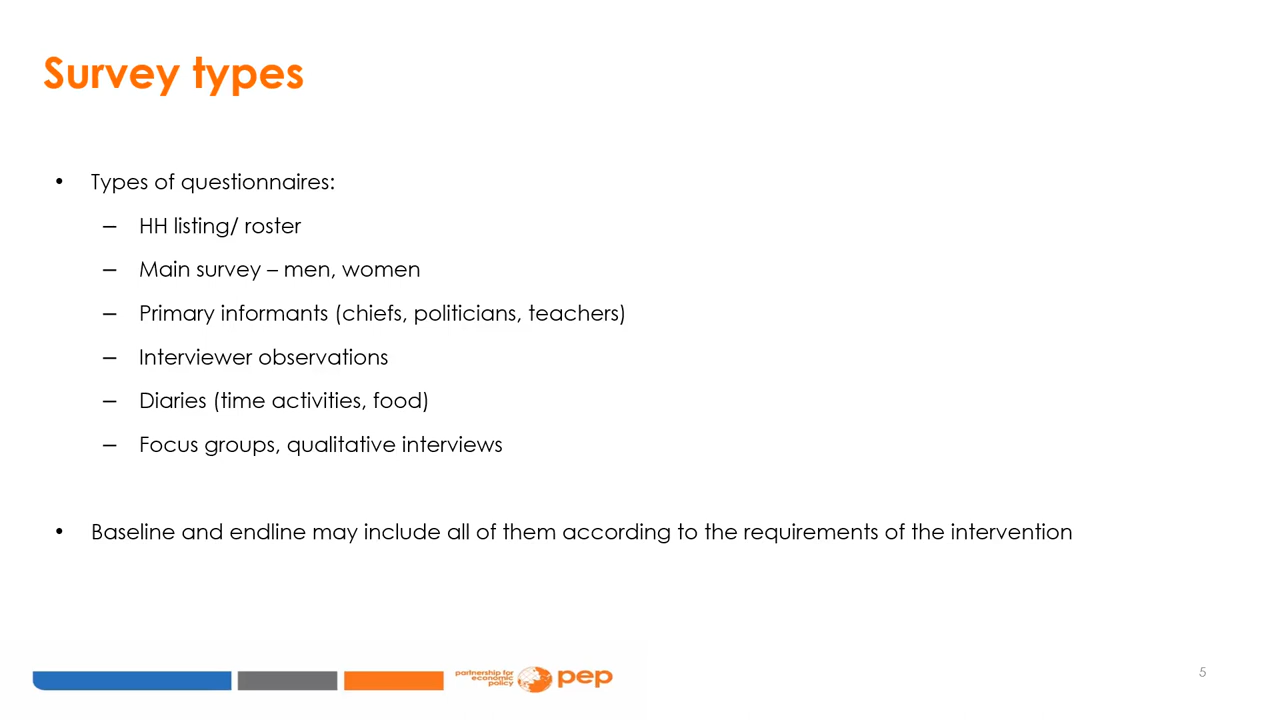 Survey types
• Types of questionnaires:
– HH listing/ roster
– Main survey – men, women
– Primary informants (chiefs, politicians, teachers)
– Interviewer observations
– Diaries (time activities, food)
– Focus groups, qualitative interviews
• Baseline and endline may include all of them according to the requirements of the intervention
partnership for
economic
policy
pep
5